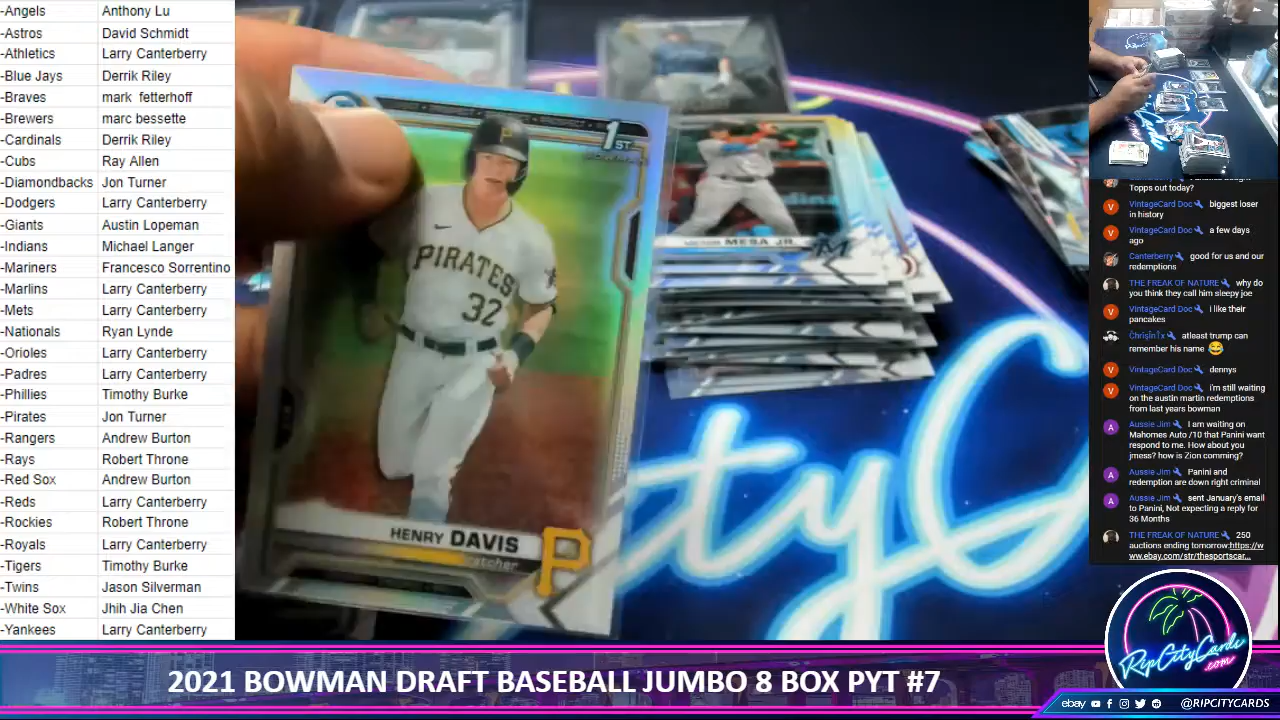 -Angels Anthony Lu
-Astros David Schmidt
-Athletics Larry Canterberry
-Blue Jays Derrik Riley
-Braves mark fetterhoff
-Brewers marc bessette
-Cardinals Derrik Riley
-Cubs Ray Allen
-Diamondbacks Jon Turner
-Dodgers Larry Canterberry
-Giants Austin Lopeman
-Indians Michael Langer
-Mariners Francesco Sorrentino
-Marlins Larry Canterberry
-Mets Larry Canterberry
-Nationals Ryan Lynde
-Orioles Larry Canterberry
-Padres Larry Canterberry
-Phillies Timothy Burke
-Pirates Jon Turner
-Rangers Andrew Burton
-Rays Robert Throne
-Red Sox Andrew Burton
-Reds Larry Canterberry
-Rockies Robert Throne
-Royals Larry Canterberry
-Tigers Timothy Burke
-Twins Jason Silverman
-White Sox Jhih Jia Chen
-Yankees Larry Canterberry
1ST
P
PIRATES
32
HENRY DAVIS
P
MESA JR.
M
Topps out today?
VintageCard Doc biggest loser
in history
VintageCard Doc a few days
ago
Canterberry good for us and our
redemptions
THE FREAK OF NATURE why do
you think they call him sleepy joe
VintageCard Doc I like their
pancakes
atleast trump can
remember his name 😂
VintageCard Doc dennys
VintageCard Doc i'm still waiting
on the austin martin redemptions
from last years bowman
Aussie Jim I am waiting on
Mahomes Auto /10 that Panini want
respond to me. How about you
jmess? how is Zion comming?
Aussie Jim Panini and
redemption are down right criminal
Aussie Jim sent January's email
to Panini, Not expecting a reply for
36 Months
THE FREAK OF NATURE 250
auctions ending tomorrow:https://w
ww.ebay.com/str/thesportscar...
RipCityCards
.com
2021 BOWMAN DRAFT BASEBALL JUMBO 8 BOX PYT #7
ebay @RIPCITYCARDS